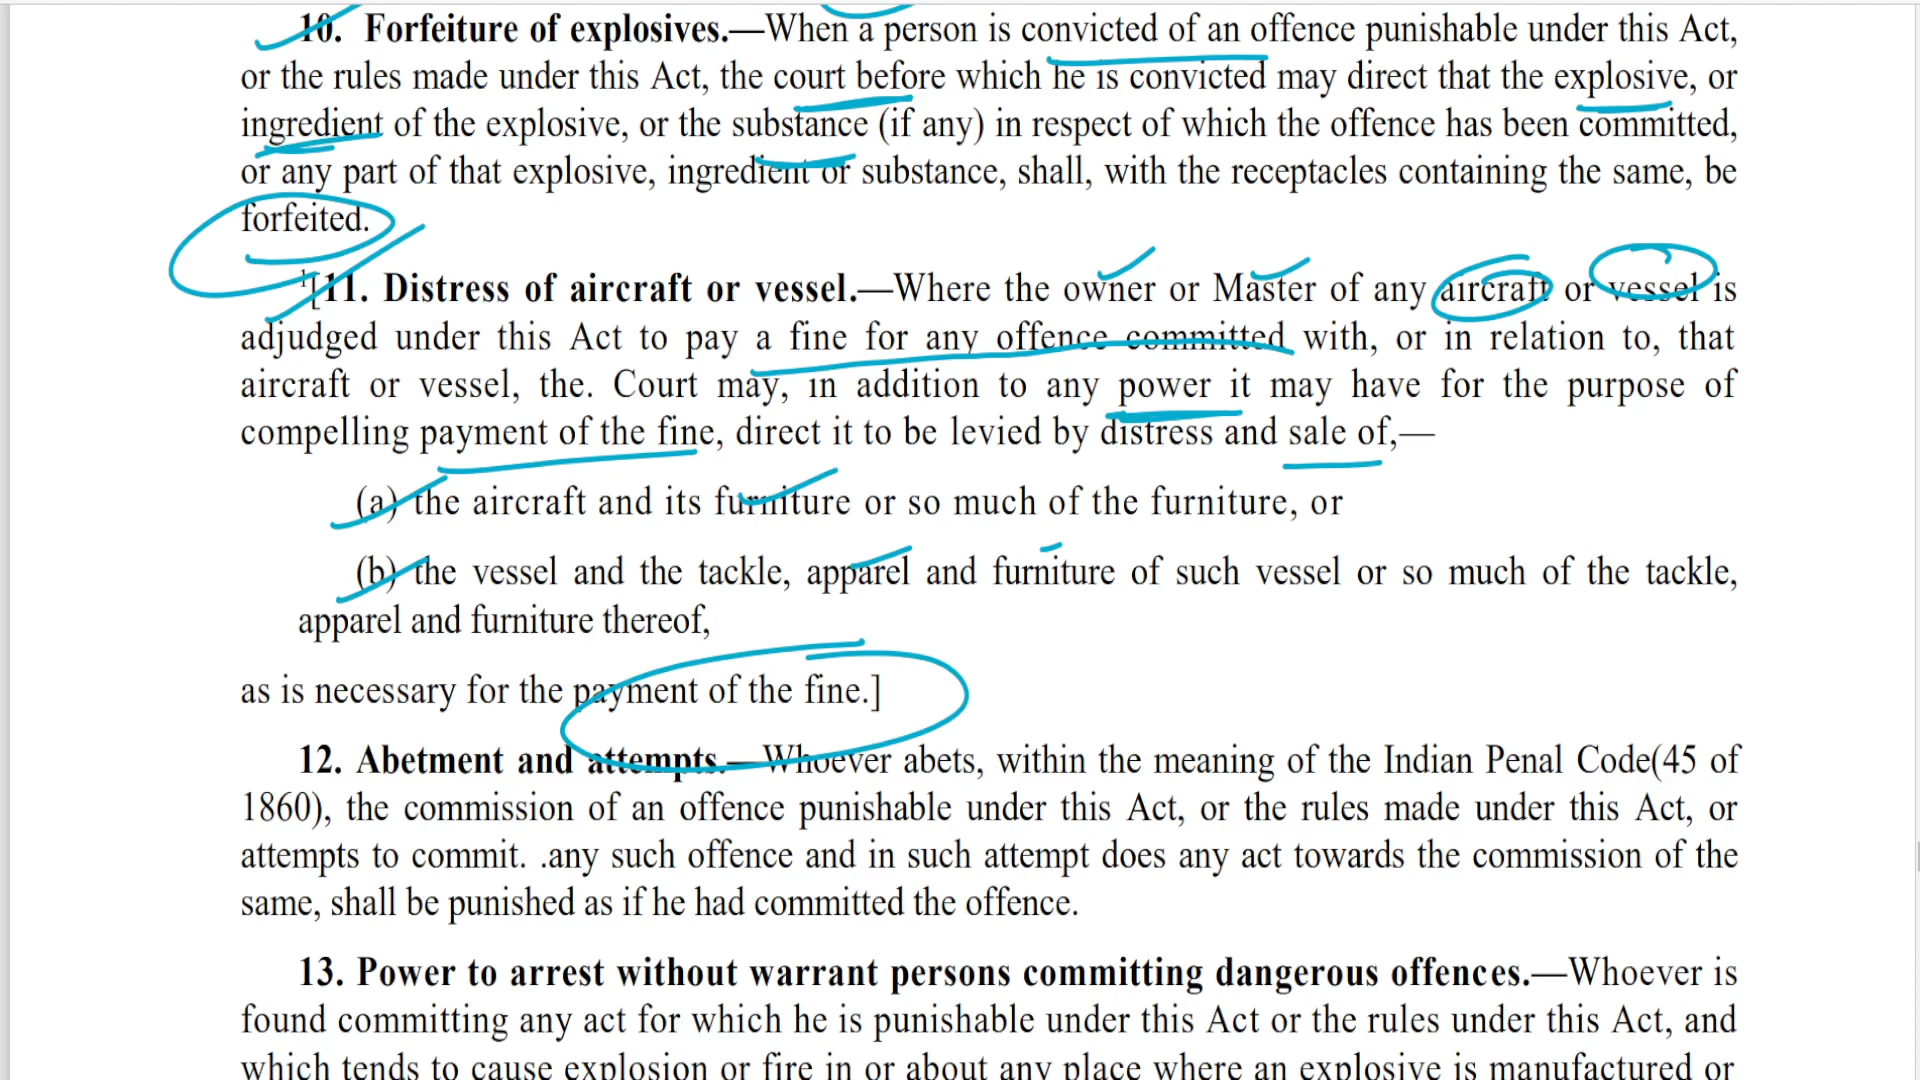 10. Forfeiture of explosives.—When a person is convicted of an offence punishable under this Act,
or the rules made under this Act, the court before which he is convicted may direct that the explosive, or
ingredient of the explosive, or the substance (if any) in respect of which the offence has been committed,
or any part of that explosive, ingredient or substance, shall, with the receptacles containing the same, be
forfeited.
1[11. Distress of aircraft or vessel.—Where the owner or Master of any aircraft or vessel is
adjudged under this Act to pay a fine for any offence committed with, or in relation to, that
aircraft or vessel, the. Court may, in addition to any power it may have for the purpose of
compelling payment of the fine, direct it to be levied by distress and sale of,—
(a) the aircraft and its furniture or so much of the furniture, or
(b) the vessel and the tackle, apparel and furniture of such vessel or so much of the tackle,
apparel and furniture thereof,
as is necessary for the payment of the fine.]
12. Abetment and attempts.—Whoever abets, within the meaning of the Indian Penal Code(45 of
1860), the commission of an offence punishable under this Act, or the rules made under this Act, or
attempts to commit. .any such offence and in such attempt does any act towards the commission of the
same, shall be punished as if he had committed the offence.
13. Power to arrest without warrant persons committing dangerous offences.—Whoever is
found committing any act for which he is punishable under this Act or the rules under this Act, and
which tends to cause explosion or fire in or about any place where an explosive is manufactured or